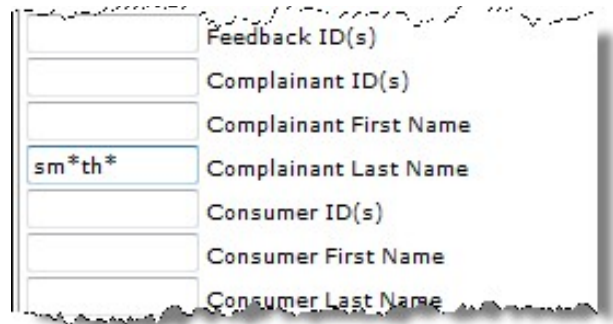 Feedback ID(s)
Complainant ID(s)
Complainant First Name
sm*th* Complainant Last Name
Consumer ID(s)
Consumer First Name
Consumer Last Name